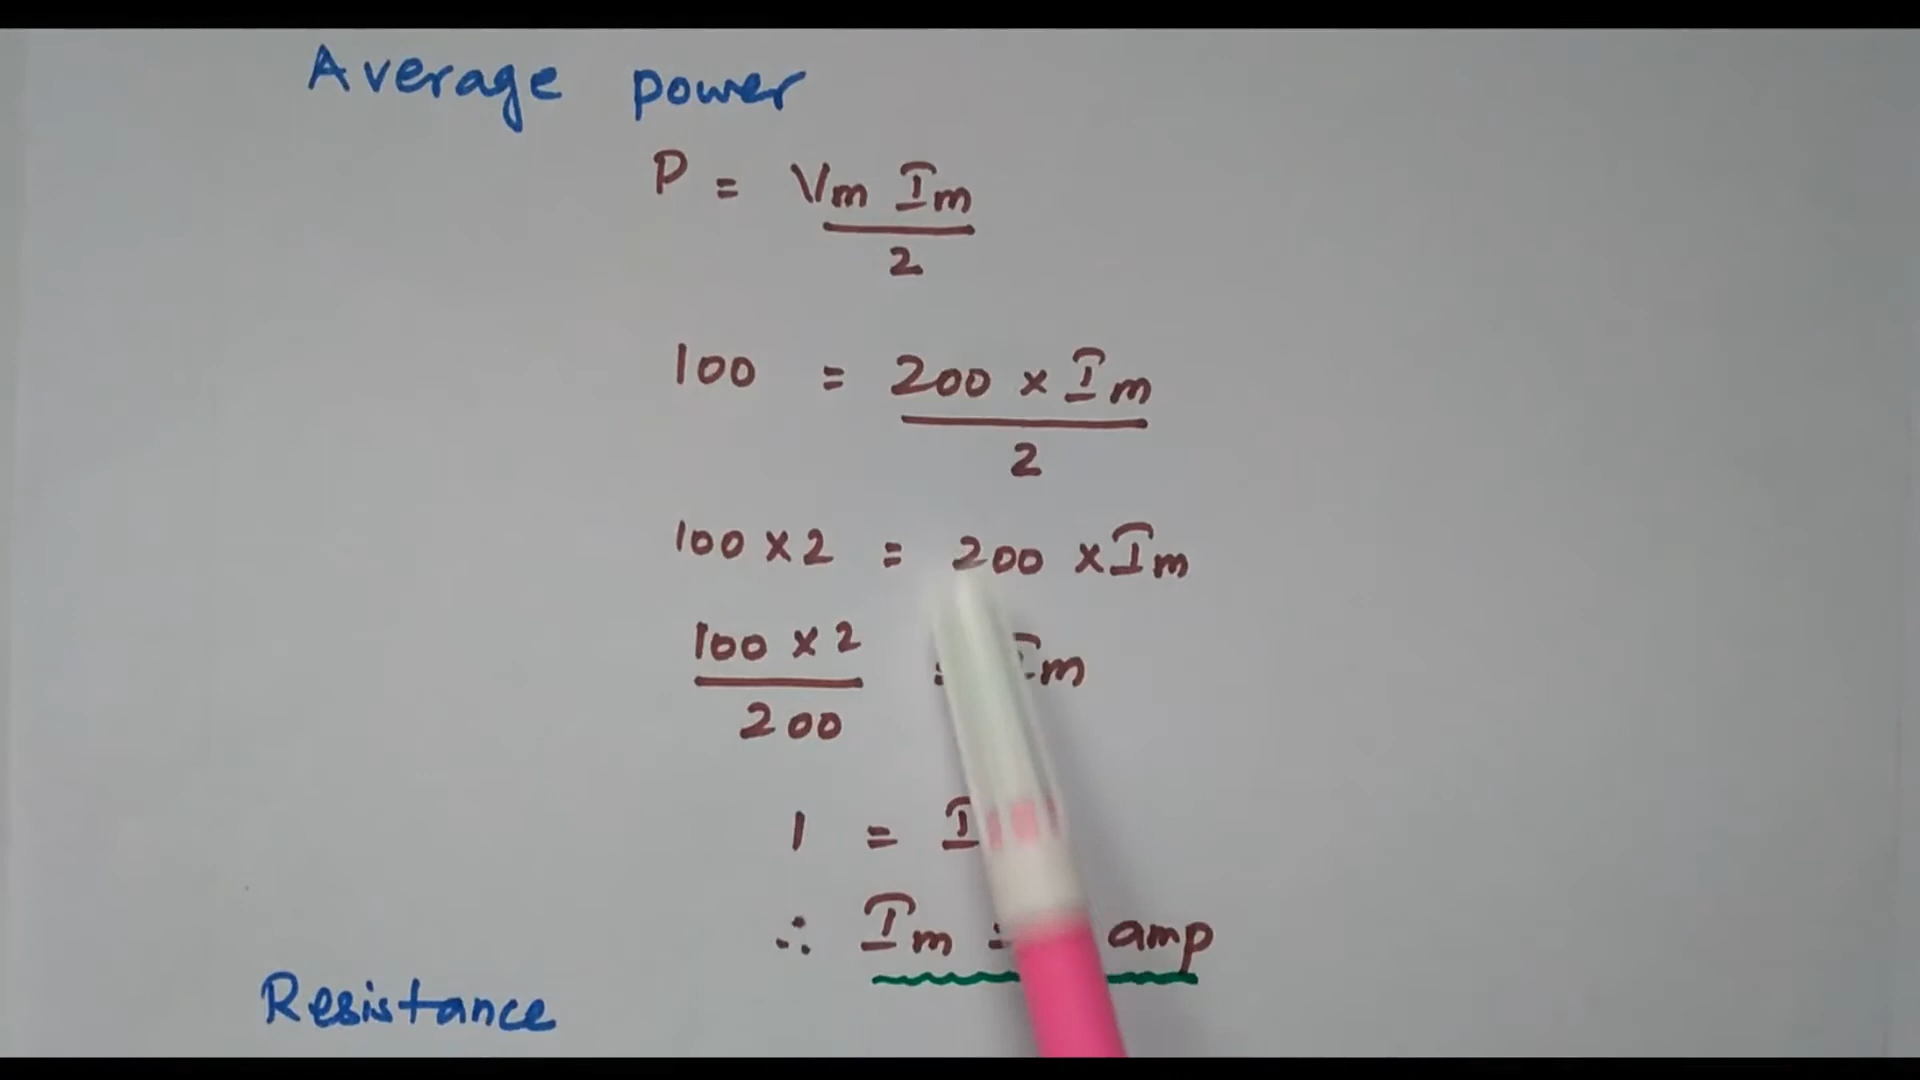 Average power
P = Vm Im
2
100 = 200 × Im
2
100 × 2 = 200 × Im
100 × 2 = Im
200
1 = I
∴ Im = amp
Resistance